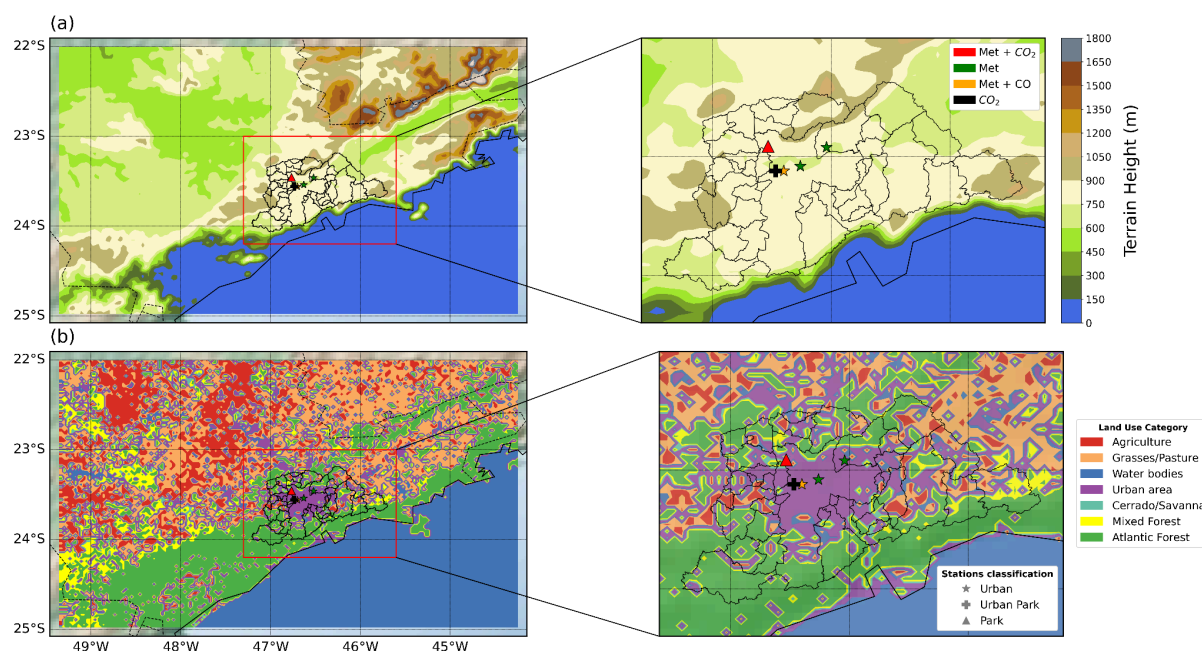 (a)
22°S
23°S
24°S
25°S
Met + CO₂
Met
Met + CO
CO₂
1800
1650
1500
1350
1200
1050
900
750
600
450
300
150
0
Terrain Height (m)
(b)
22°S
23°S
24°S
25°S
49°W
48°W
47°W
46°W
45°W
Stations classification
Urban
Urban Park
Park
Land Use Category
Agriculture
Grasses/Pasture
Water bodies
Urban area
Cerrado/Savanna
Mixed Forest
Atlantic Forest